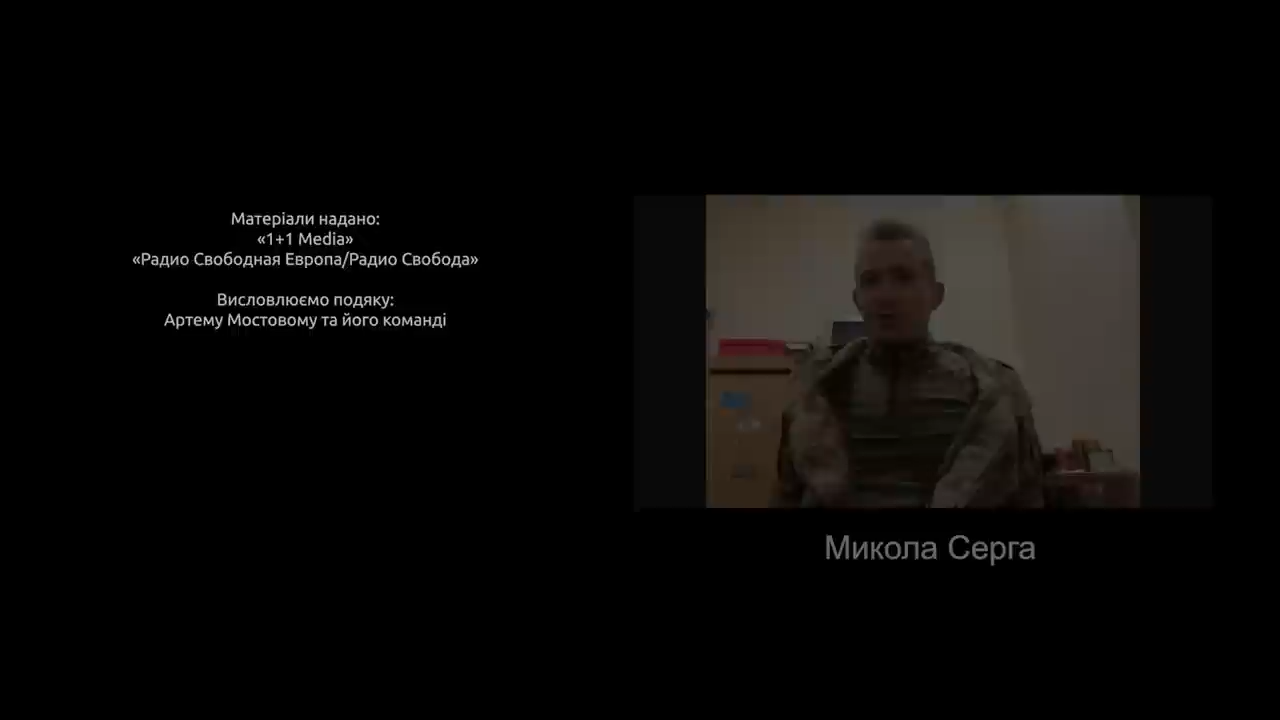 Матеріали надано:
«1+1 Media»
«Радио Свободная Европа/Радио Свобода»
Висловлюємо подяку:
Артему Мостовому та його команді
Микола Серга